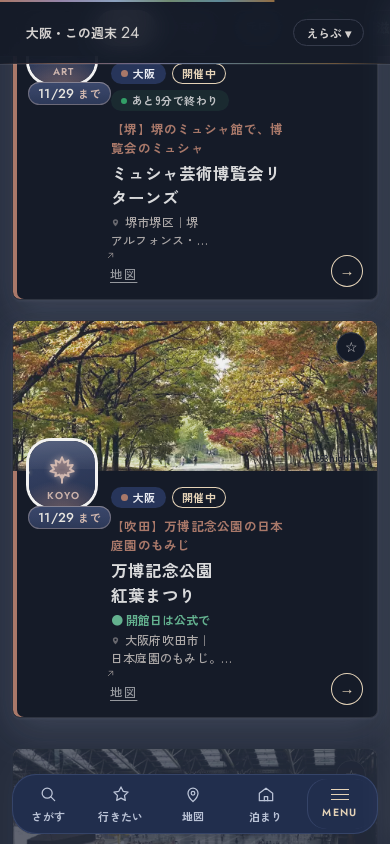 大阪・この週末 24
えらぶ ▾
ART
11/29 まで
大阪
開催中
あと9分で終わり
【堺】堺のミュシャ館で、博
覧会のミュシャ
ミュシャ芸術博覧会リ
ターンズ
堺市堺区｜堺
アルフォンス・…
↗
地図
→
☆
KOYO
11/29 まで
大阪
開催中
【吹田】万博記念公園の日本
庭園のもみじ
万博記念公園
紅葉まつり
開館日は公式で
大阪府吹田市｜
日本庭園のもみじ。…
↗
地図
→
さがす
行きたい
地図
泊まり
MENU